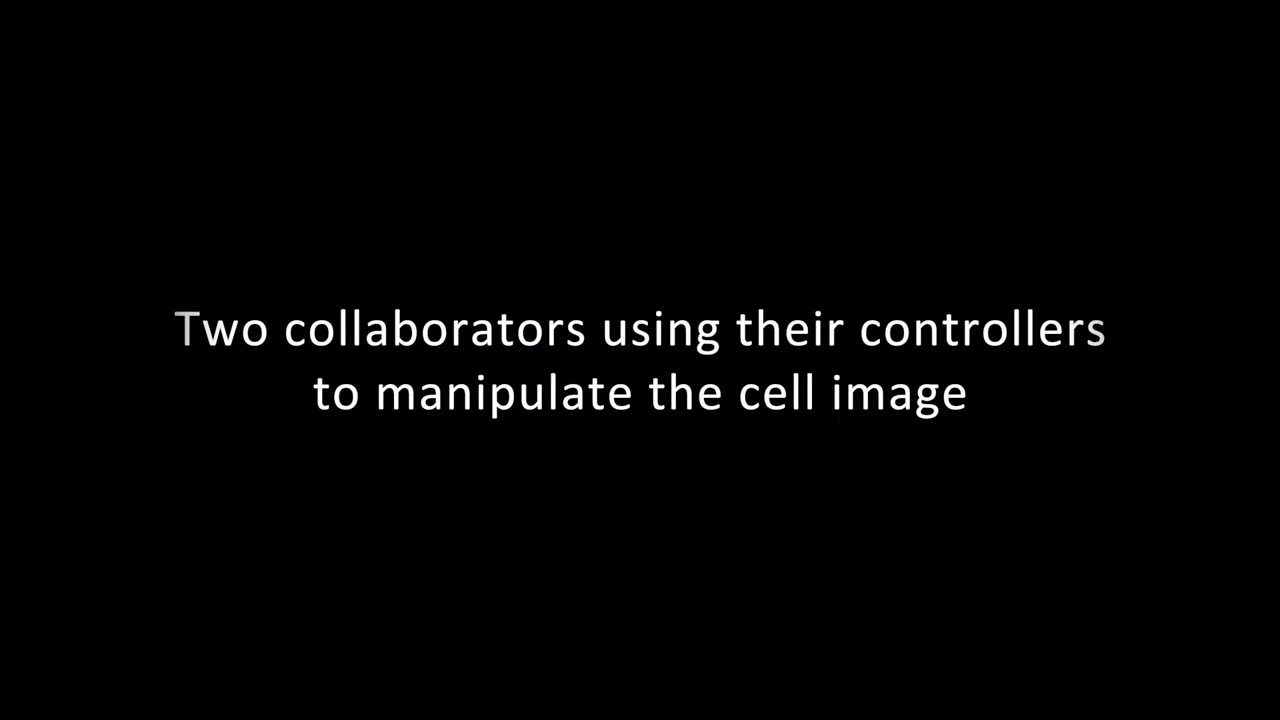 Two collaborators using their controllers
to manipulate the cell image